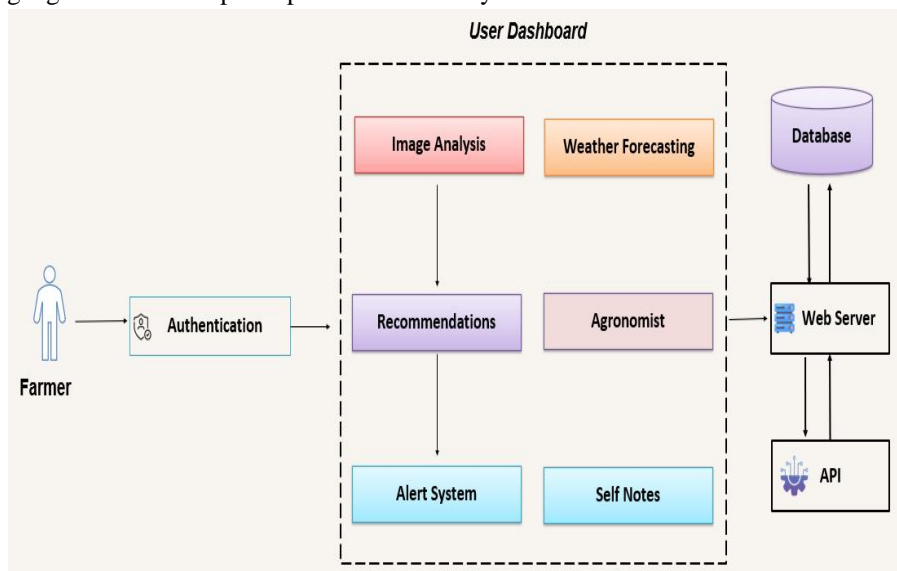 User Dashboard
Image Analysis
Weather Forecasting
Database
Farmer
Authentication
Recommendations
Agronomist
Web Server
Alert System
Self Notes
API